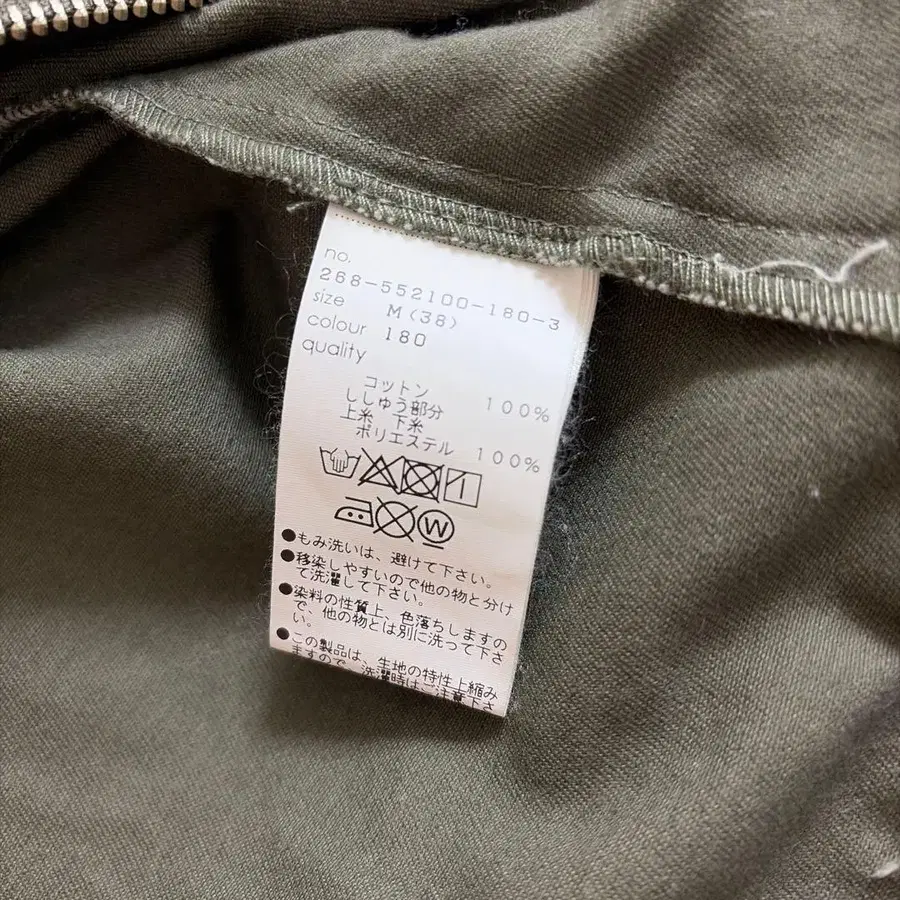 no.
268-552100-180-3
size M(38)
colour 180
quality
コットン 100%
ししゅう部分
上糸 下糸
ポリエステル 100%
W
●もみ洗いは、避けて下さい。
●移染しやすいので他の物と分け
て洗濯して下さい。
●染料の性質上、色落ちしますの
で、他の物とは別に洗って下さ
い。
●この製品は、生地の特性上縮み
ますので、洗濯時はご注意下さ